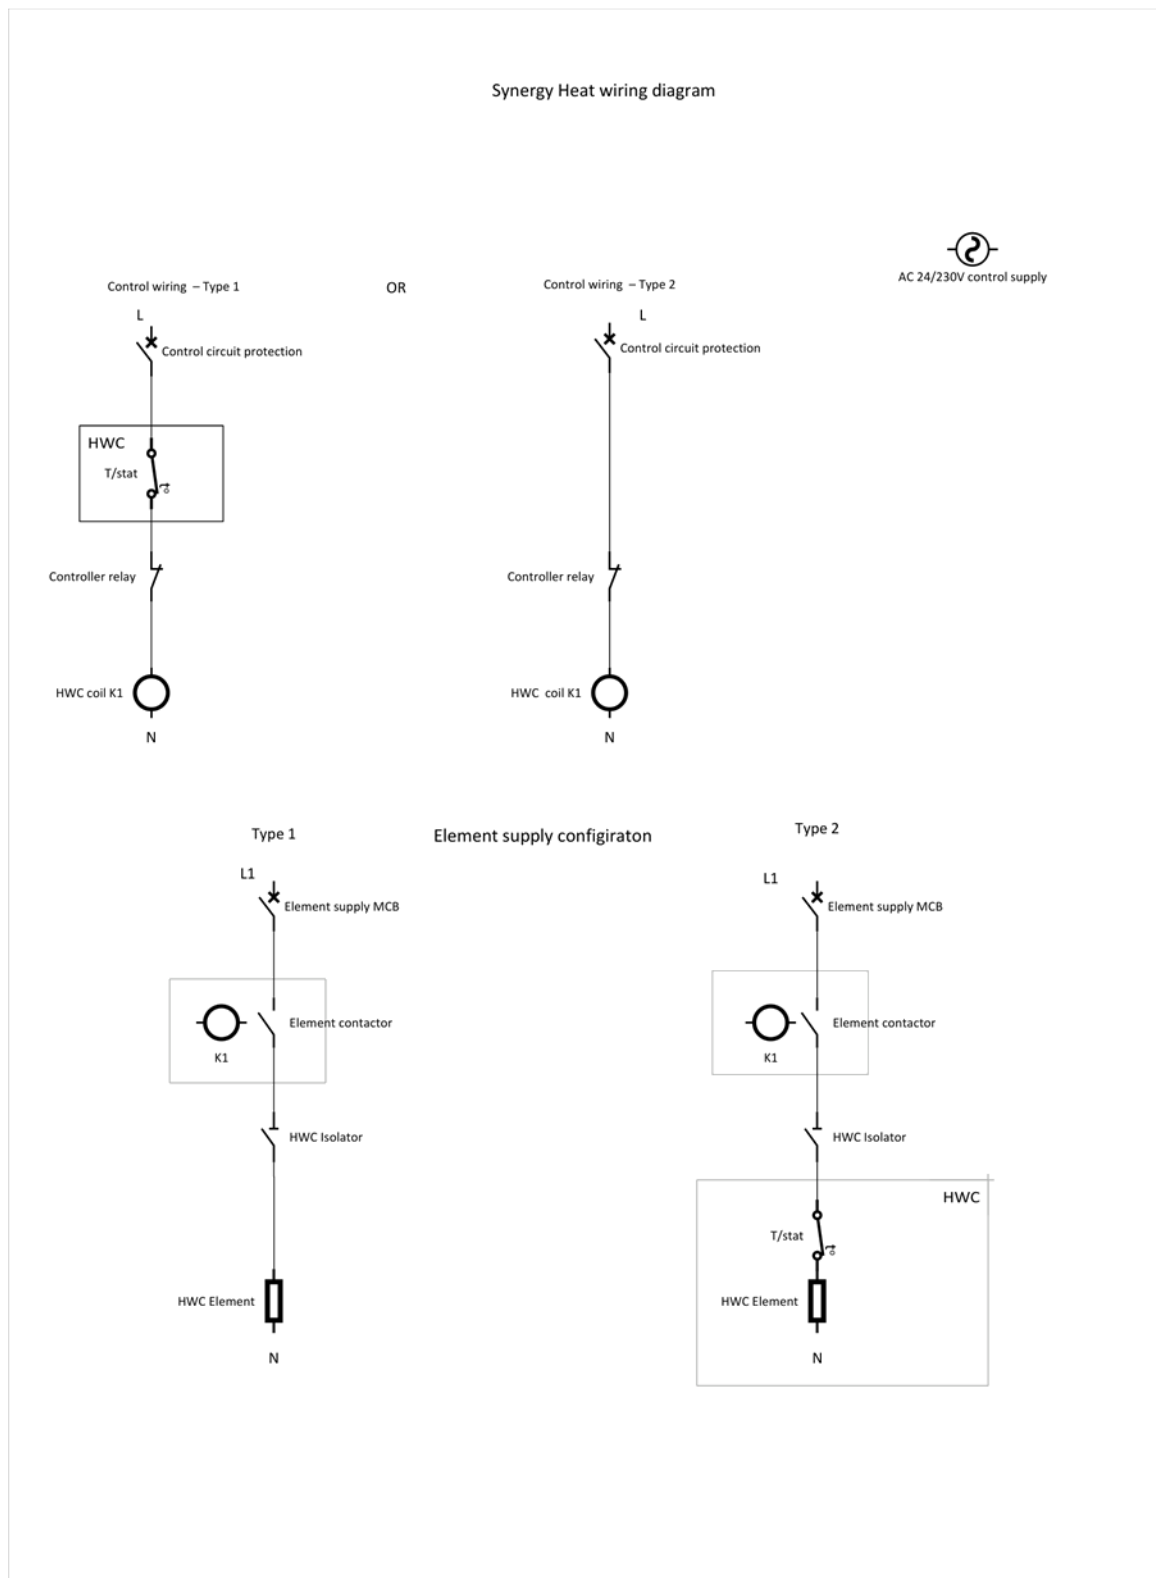 Synergy Heat wiring diagram
AC 24/230V control supply
Control wiring – Type 1
OR
Control wiring – Type 2
L
Control circuit protection
HWC
T/stat
t°
Controller relay
HWC coil K1
N
L
Control circuit protection
Controller relay
HWC coil K1
N
Type 1
Element supply configiraton
Type 2
L1
Element supply MCB
Element contactor
K1
HWC Isolator
HWC Element
N
L1
Element supply MCB
Element contactor
K1
HWC Isolator
HWC
T/stat
t°
HWC Element
N